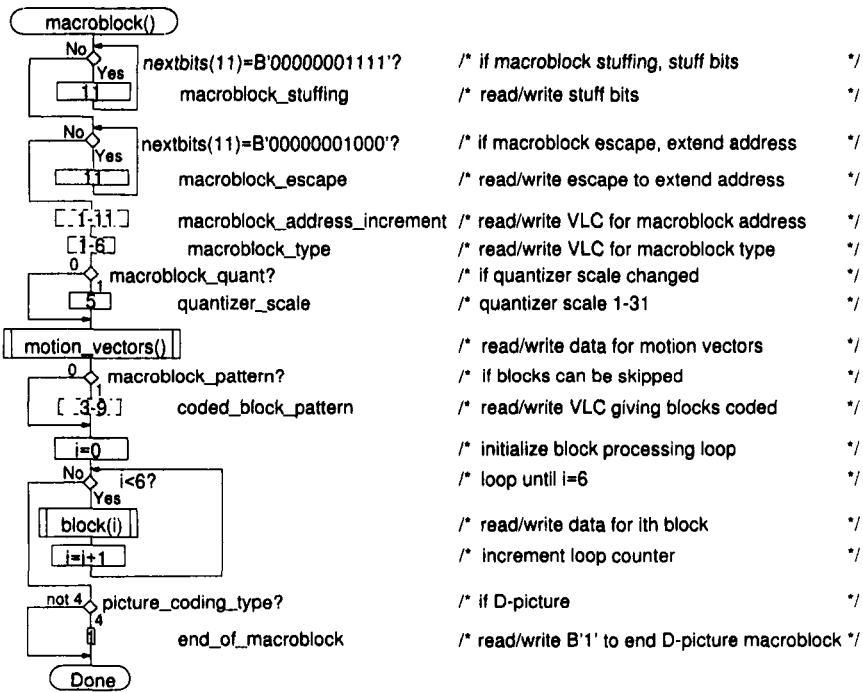 macroblock()
No
nextbits(11)=B'00000001111'? /* if macroblock stuffing, stuff bits */
Yes
11 macroblock_stuffing /* read/write stuff bits */
No
nextbits(11)=B'00000001000'? /* if macroblock escape, extend address */
Yes
11 macroblock_escape /* read/write escape to extend address */
1-11 macroblock_address_increment /* read/write VLC for macroblock address */
1-6 macroblock_type /* read/write VLC for macroblock type */
0 macroblock_quant? /* if quantizer scale changed */
1
5 quantizer_scale /* quantizer scale 1-31 */
motion_vectors() /* read/write data for motion vectors */
0 macroblock_pattern? /* if blocks can be skipped */
1
3-9 coded_block_pattern /* read/write VLC giving blocks coded */
i=0 /* initialize block processing loop */
No i<6? /* loop until i=6 */
Yes
block(i) /* read/write data for ith block */
i=i+1 /* increment loop counter */
not 4 picture_coding_type? /* if D-picture */
4
1 end_of_macroblock /* read/write B'1' to end D-picture macroblock */
Done